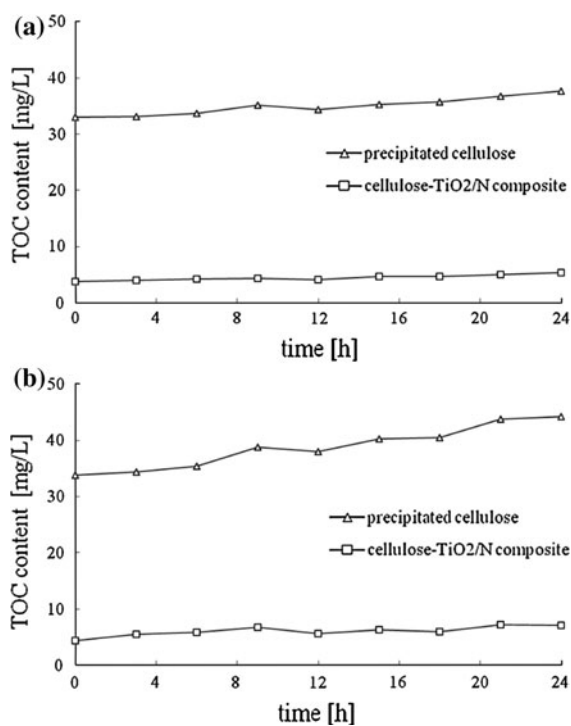 (a)
50
40
30
20
10
0
TOC content [mg/L]
precipitated cellulose
cellulose-TiO2/N composite
0 4 8 12 16 20 24
time [h]
(b)
50
40
30
20
10
0
TOC content [mg/L]
precipitated cellulose
cellulose-TiO2/N composite
0 4 8 12 16 20 24
time [h]